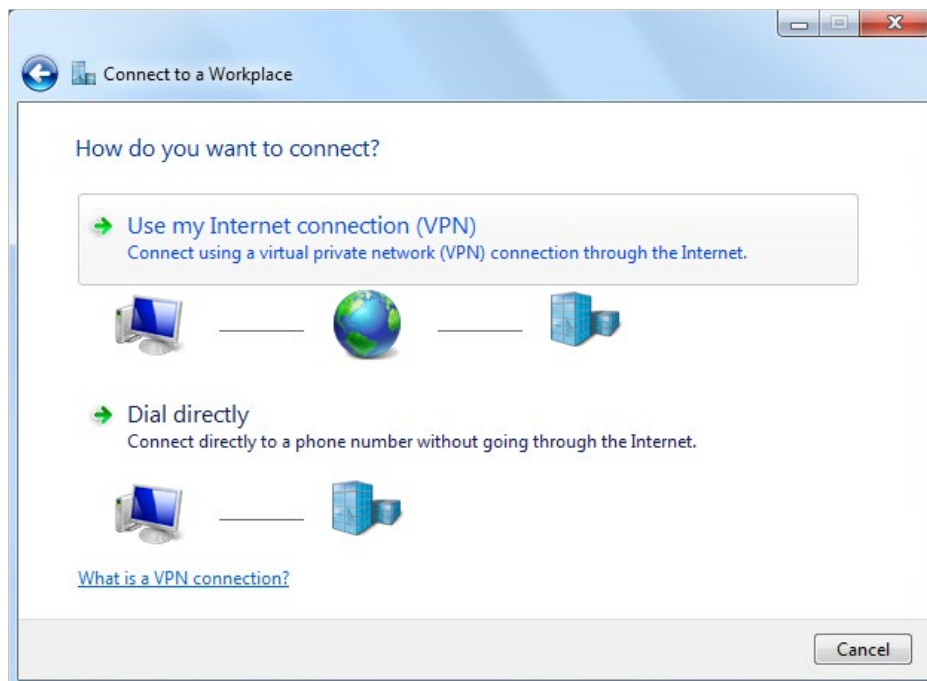 Connect to a Workplace
How do you want to connect?
Use my Internet connection (VPN)
Connect using a virtual private network (VPN) connection through the Internet.
Dial directly
Connect directly to a phone number without going through the Internet.
What is a VPN connection?
Cancel